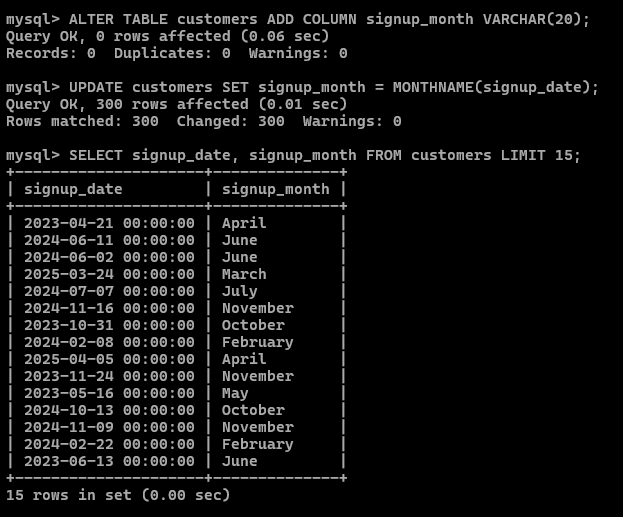 mysql> ALTER TABLE customers ADD COLUMN signup_month VARCHAR(20);
Query OK, 0 rows affected (0.06 sec)
Records: 0  Duplicates: 0  Warnings: 0

mysql> UPDATE customers SET signup_month = MONTHNAME(signup_date);
Query OK, 300 rows affected (0.01 sec)
Rows matched: 300  Changed: 300  Warnings: 0

mysql> SELECT signup_date, signup_month FROM customers LIMIT 15;
+---------------------+--------------+
| signup_date         | signup_month |
+---------------------+--------------+
| 2023-04-21 00:00:00 | April        |
| 2024-06-11 00:00:00 | June         |
| 2024-06-02 00:00:00 | June         |
| 2025-03-24 00:00:00 | March        |
| 2024-07-07 00:00:00 | July         |
| 2024-11-16 00:00:00 | November     |
| 2023-10-31 00:00:00 | October      |
| 2024-02-08 00:00:00 | February     |
| 2025-04-05 00:00:00 | April        |
| 2023-11-24 00:00:00 | November     |
| 2023-05-16 00:00:00 | May          |
| 2024-10-13 00:00:00 | October      |
| 2024-11-09 00:00:00 | November     |
| 2024-02-22 00:00:00 | February     |
| 2023-06-13 00:00:00 | June         |
+---------------------+--------------+
15 rows in set (0.00 sec)